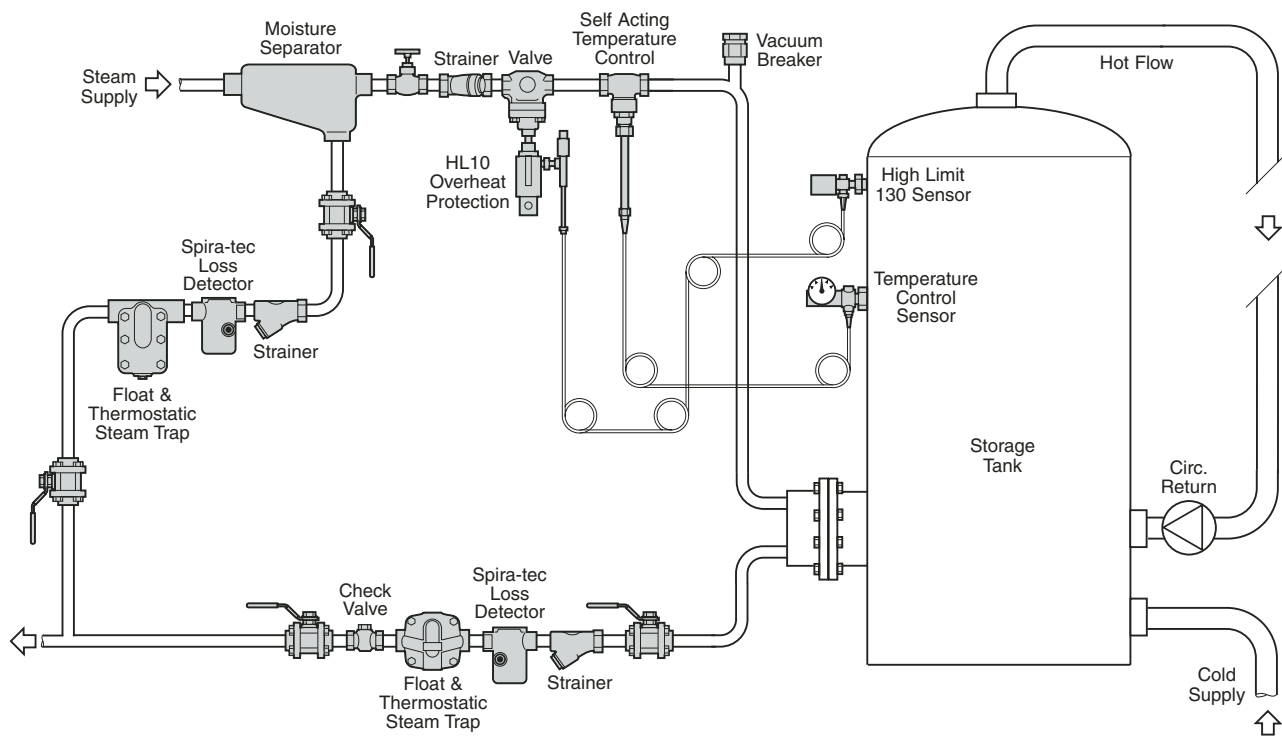 Moisture
Separator
Steam
Supply
Strainer
Valve
Self Acting
Temperature
Control
Vacuum
Breaker
Hot Flow
HL10
Overheat
Protection
High Limit
130 Sensor
Spira-tec
Loss
Detector
Strainer
Temperature
Control
Sensor
Float &
Thermostatic
Steam Trap
Storage
Tank
Circ.
Return
Check
Valve
Spira-tec
Loss
Detector
Float &
Thermostatic
Steam Trap
Strainer
Cold
Supply